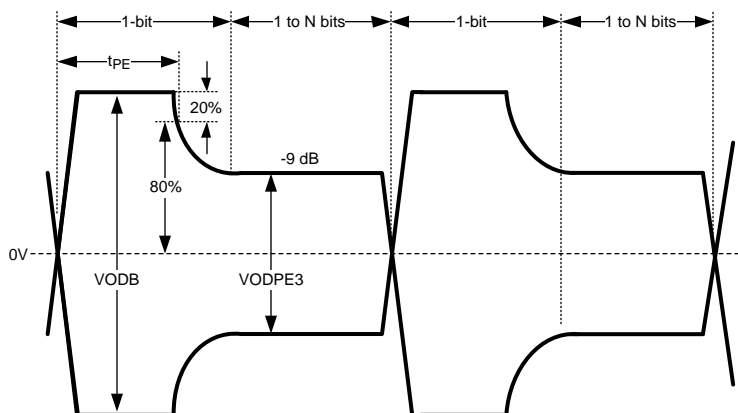 1-bit
1 to N bits
1-bit
1 to N bits
tPE
20%
-9 dB
80%
0V
VODB
VODPE3